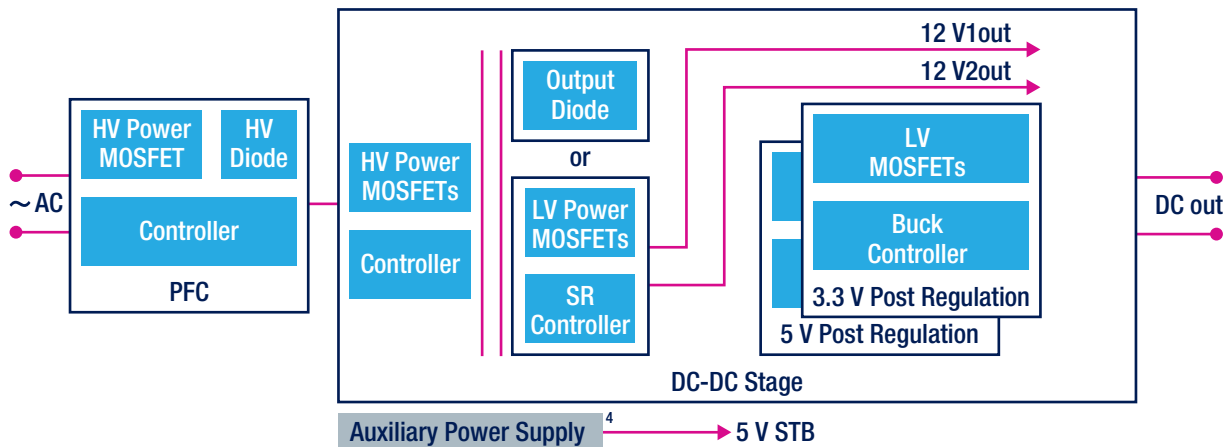 12 V1out
12 V2out
Output
Diode
or
HV Power
MOSFET
HV
Diode
Controller
PFC
~ AC
HV Power
MOSFETs
Controller
LV Power
MOSFETs
SR
Controller
LV
MOSFETs
Buck
Controller
3.3 V Post Regulation
5 V Post Regulation
DC out
DC-DC Stage
Auxiliary Power Supply 4
5 V STB